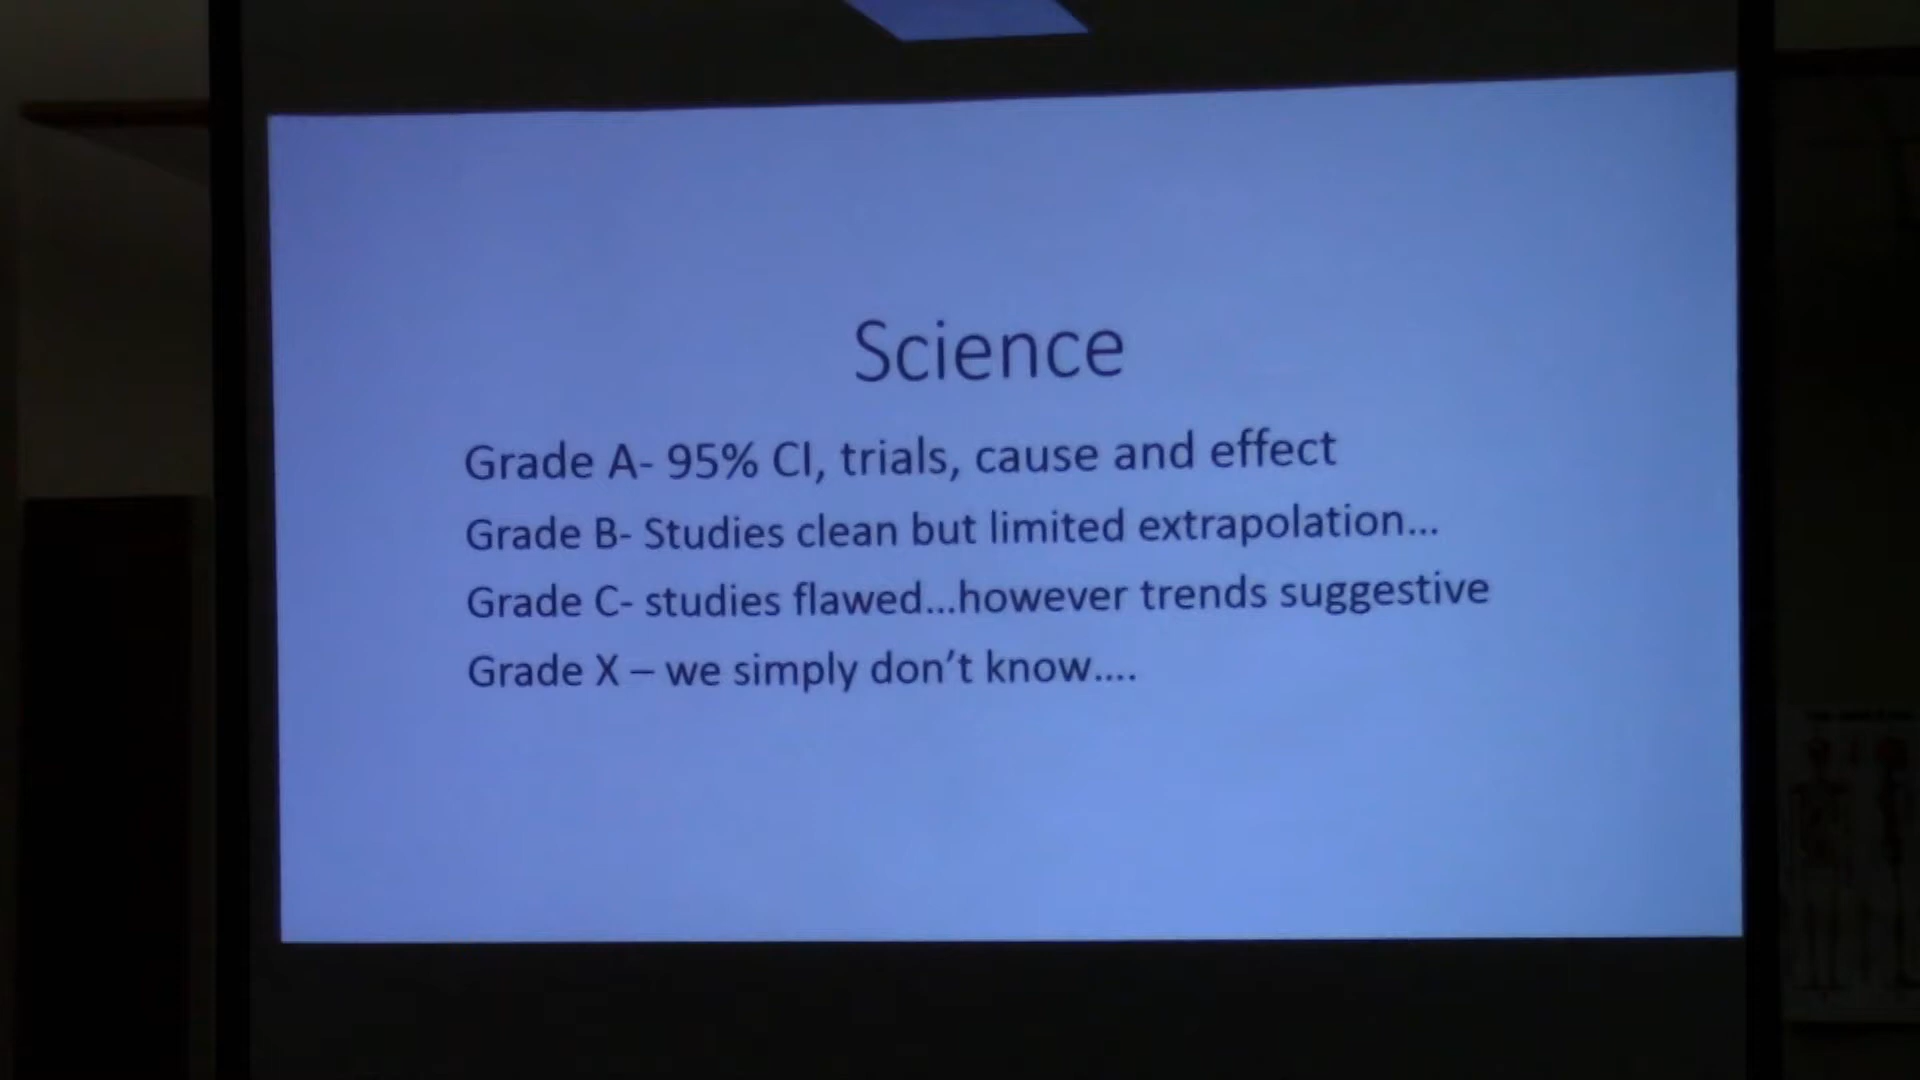 Science
Grade A- 95% CI, trials, cause and effect
Grade B- Studies clean but limited extrapolation...
Grade C- studies flawed...however trends suggestive
Grade X – we simply don't know....